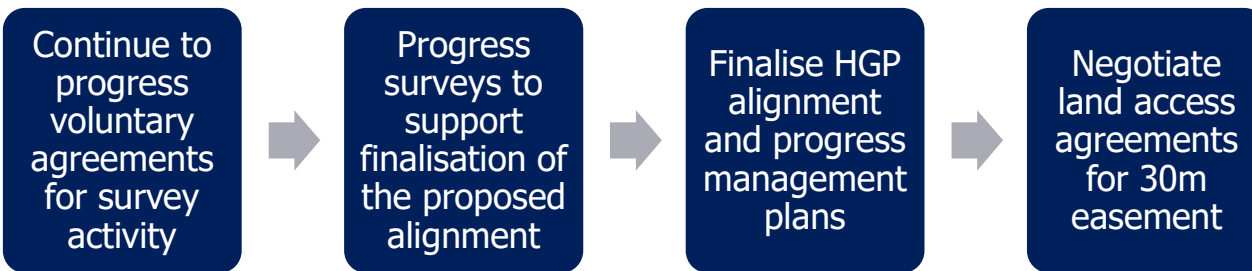 Continue to
progress
voluntary
agreements
for survey
activity
Progress
surveys to
support
finalisation of
the proposed
alignment
Finalise HGP
alignment
and progress
management
plans
Negotiate
land access
agreements
for 30m
easement